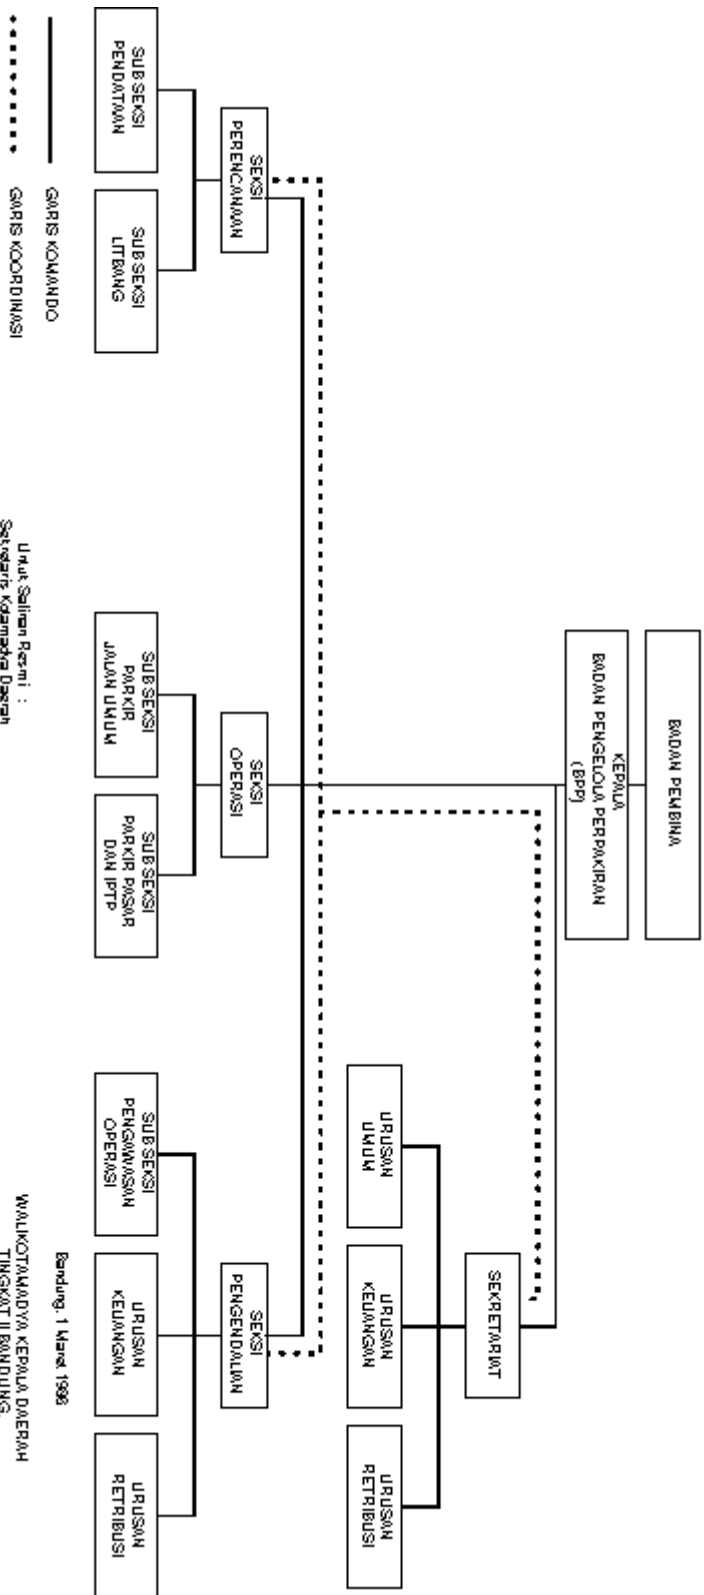 BADAN PEMBINA
KEPALA
BADAN PENGELOLA PERPAKIRAN
(BPP)
SEKRETARIAT
URUSAN
UMUM
URUSAN
KEUANGAN
URUSAN
RETRIBUSI
SEKSI
PERENCANAAN
SEKSI
OPERASI
SEKSI
PENGENDALIAN
SUB SEKSI
PENDATAAN
SUB SEKSI
LITBANG
SUB SEKSI
PARKIR
JALAN UMUM
SUB SEKSI
PARKIR PASAR
DAN IPTP
SUB SEKSI
PENGAWASAN
OPERASI
URUSAN
KEUANGAN
URUSAN
RETRIBUSI
GARIS KOMANDO
GARIS KOORDINASI
Bandung, 1 Maret 1996
WALIKOTAMADYA KEPALA DAERAH
TINGKAT II BANDUNG,
Untuk Salinan Resmi :
Sekretaris Kotamadya Daerah